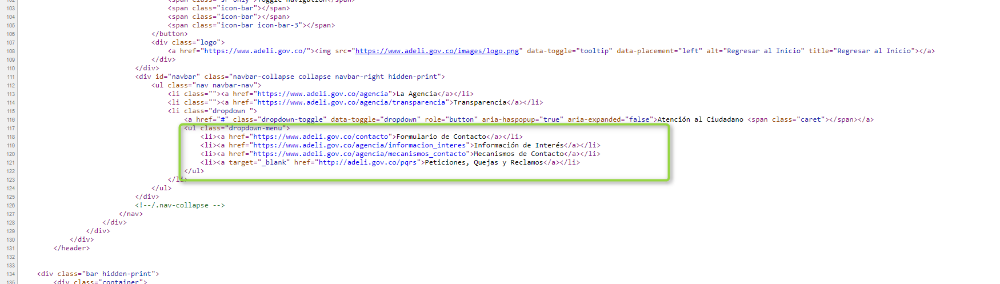 102 <span class="sr-only">Toggle navigation</span>
103 <span class="icon-bar"></span>
104 <span class="icon-bar"></span>
105 <span class="icon-bar icon-bar-3"></span>
106 </button>
107 <div class="logo">
108 <a href="https://www.adeli.gov.co/"><img src="https://www.adeli.gov.co/images/logo.png" data-toggle="tooltip" data-placement="left" alt="Regresar al Inicio" title="Regresar al Inicio"></a>
109 </div>
110 </div>
111 <div id="navbar" class="navbar-collapse collapse navbar-right hidden-print">
112 <ul class="nav navbar-nav">
113 <li class=""><a href="https://www.adeli.gov.co/agencia">La Agencia</a></li>
114 <li class=""><a href="https://www.adeli.gov.co/agencia/transparencia">Transparencia</a></li>
115 <li class="dropdown ">
116 <a href="#" class="dropdown-toggle" data-toggle="dropdown" role="button" aria-haspopup="true" aria-expanded="false">Atención al Ciudadano <span class="caret"></span></a>
117 <ul class="dropdown-menu">
118 <li><a href="https://www.adeli.gov.co/contacto">Formulario de Contacto</a></li>
119 <li><a href="https://www.adeli.gov.co/agencia/informacion_interes">Información de Interés</a></li>
120 <li><a href="https://www.adeli.gov.co/agencia/mecanismos_contacto">Mecanismos de Contacto</a></li>
121 <li><a target="_blank" href="http://adeli.gov.co/pqrs">Peticiones, Quejas y Reclamos</a></li>
122 </ul>
123 </li>
124 </ul>
125 </div>
126 <!--/.nav-collapse -->
127 </nav>
128 </div>
129 </div>
130 </div>
131 </header>
132
133
134 <div class="bar hidden-print">
135 <div class="container">